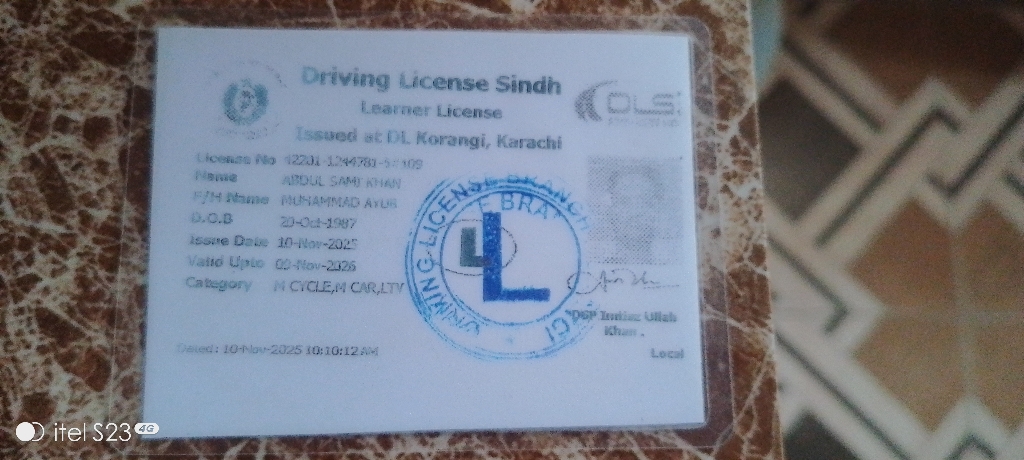 Driving License Sindh
Learner License
DLS
Issued at DL Korangi, Karachi
License No
Name ABDUL SAMI KHAN
F/H Name MUHAMMAD AYUB
D.O.B 20-Oct-1987
Issue Date 10-Nov-2025
Valid Upto 09-Nov-2026
Category M CYCLE,M CAR,LTV
DRIVING LICENSE BRANCH
L
L
Imtiaz Ullah
Khan .
Local
Dated: 10-Nov-2025 10:10:12 AM
itel S23 4G